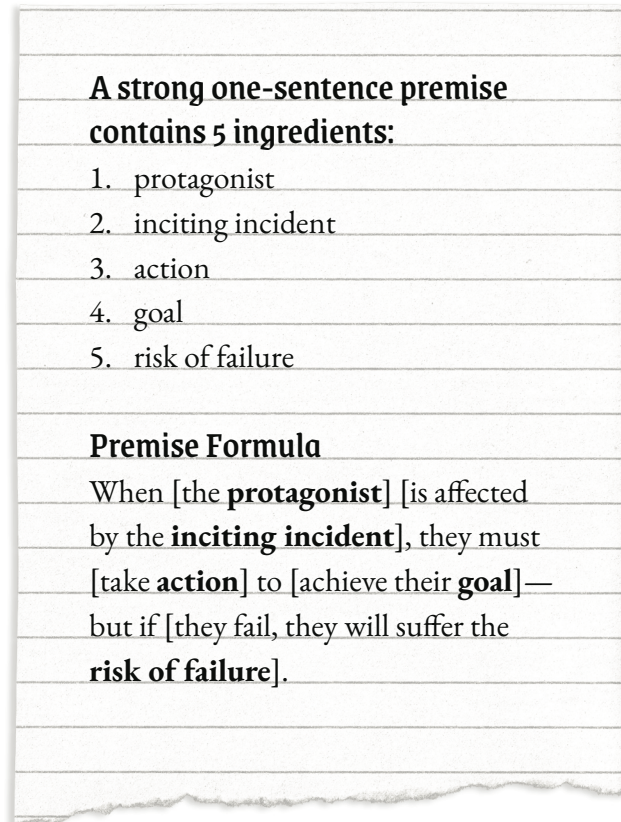 A strong one-sentence premise
contains 5 ingredients:
1. protagonist
2. inciting incident
3. action
4. goal
5. risk of failure
Premise Formula
When [the protagonist] [is affected
by the inciting incident], they must
[take action] to [achieve their goal]—
but if [they fail, they will suffer the
risk of failure].